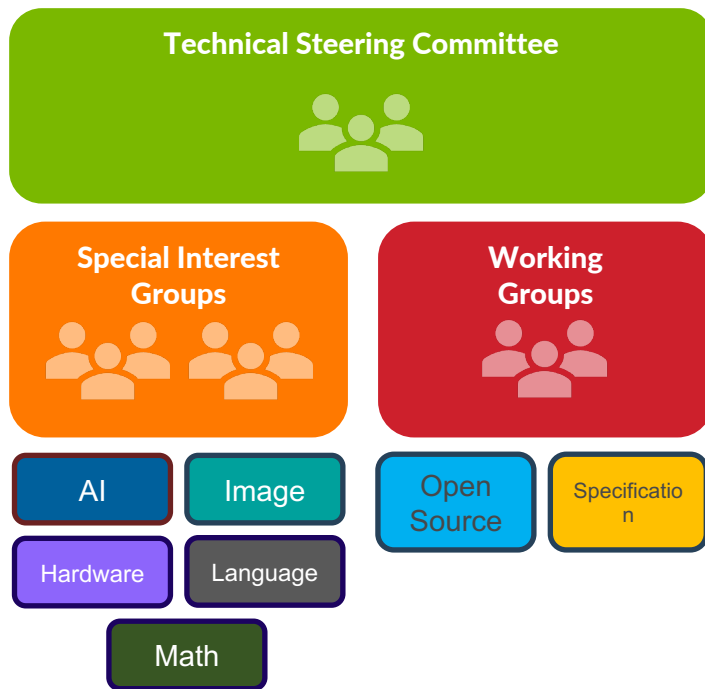 Technical Steering Committee
Special Interest
Groups
Working
Groups
AI
Image
Open
Source
Specificatio
n
Hardware
Language
Math